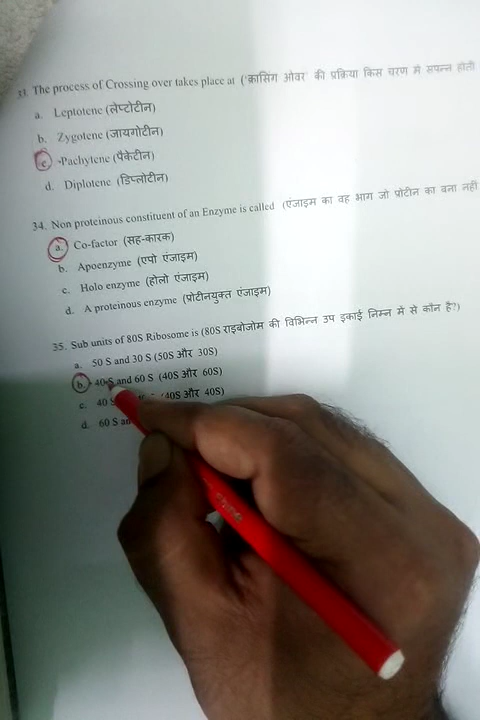 The process of Crossing over takes place at ('क्रासिंग ओवर' की प्रक्रिया किस चरण में सपन्न होती
a. Leptotene (लेप्टोटीन)
b. Zygotene (जायगोटीन)
c. Pachytene (पैकेटीन)
d. Diplotene (डिप्लोटीन)
34. Non proteinous constituent of an Enzyme is called (एंजाइम का वह भाग जो प्रोटीन का बना नहीं
a. Co-factor (सह-कारक)
b. Apoenzyme (एपो एंजाइम)
c. Holo enzyme (होलो एंजाइम)
d. A proteinous enzyme (प्रोटीनयुक्त एंजाइम)
35. Sub units of 80S Ribosome is (80S राइबोजोम की विभिन्न उप इकाई निम्न में से कौन है?)
a. 50 S and 30 S (50S और 30S)
b. 40 S and 60 S (40S और 60S)
c. 40 S (40S और 40S)
d. 60 S